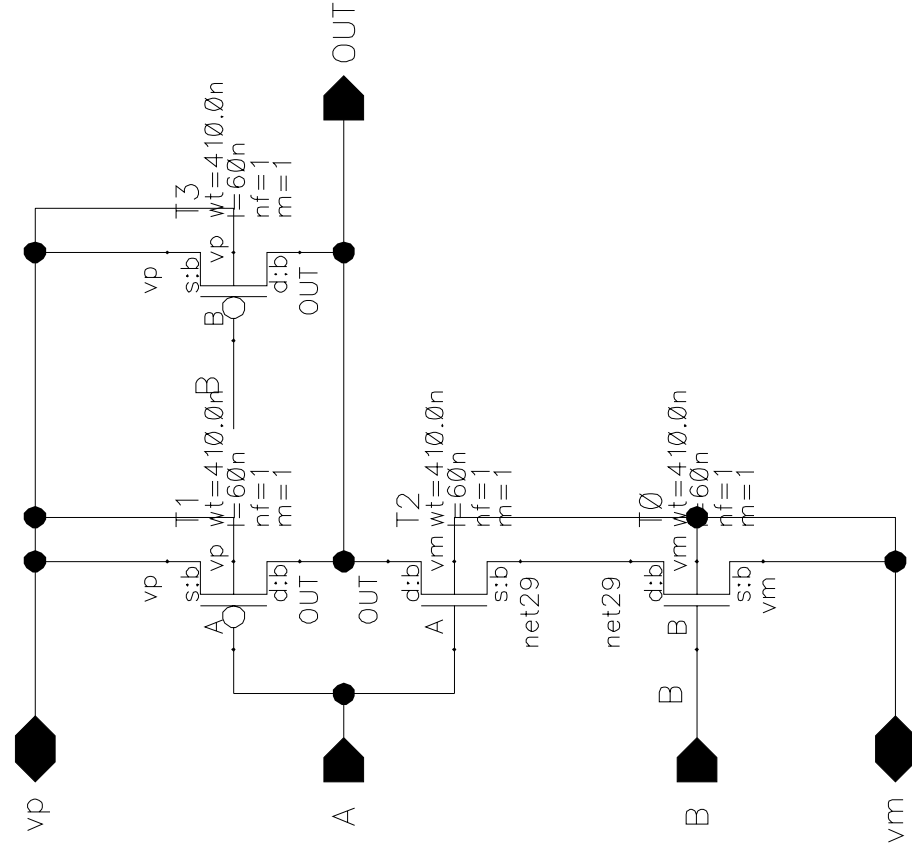 vp
vp
s:b
vp
A
d:b
OUT
T1
wt=410.0n
l=60n
nf=1
m=1
vp
s:b
vp
B
B
d:b
OUT
T3
wt=410.0n
l=60n
nf=1
m=1
A
OUT
OUT
d:b
vm
A
s:b
net29
T2
wt=410.0n
l=60n
nf=1
m=1
net29
B
B
d:b
vm
B
s:b
vm
T0
wt=410.0n
l=60n
nf=1
m=1
vm